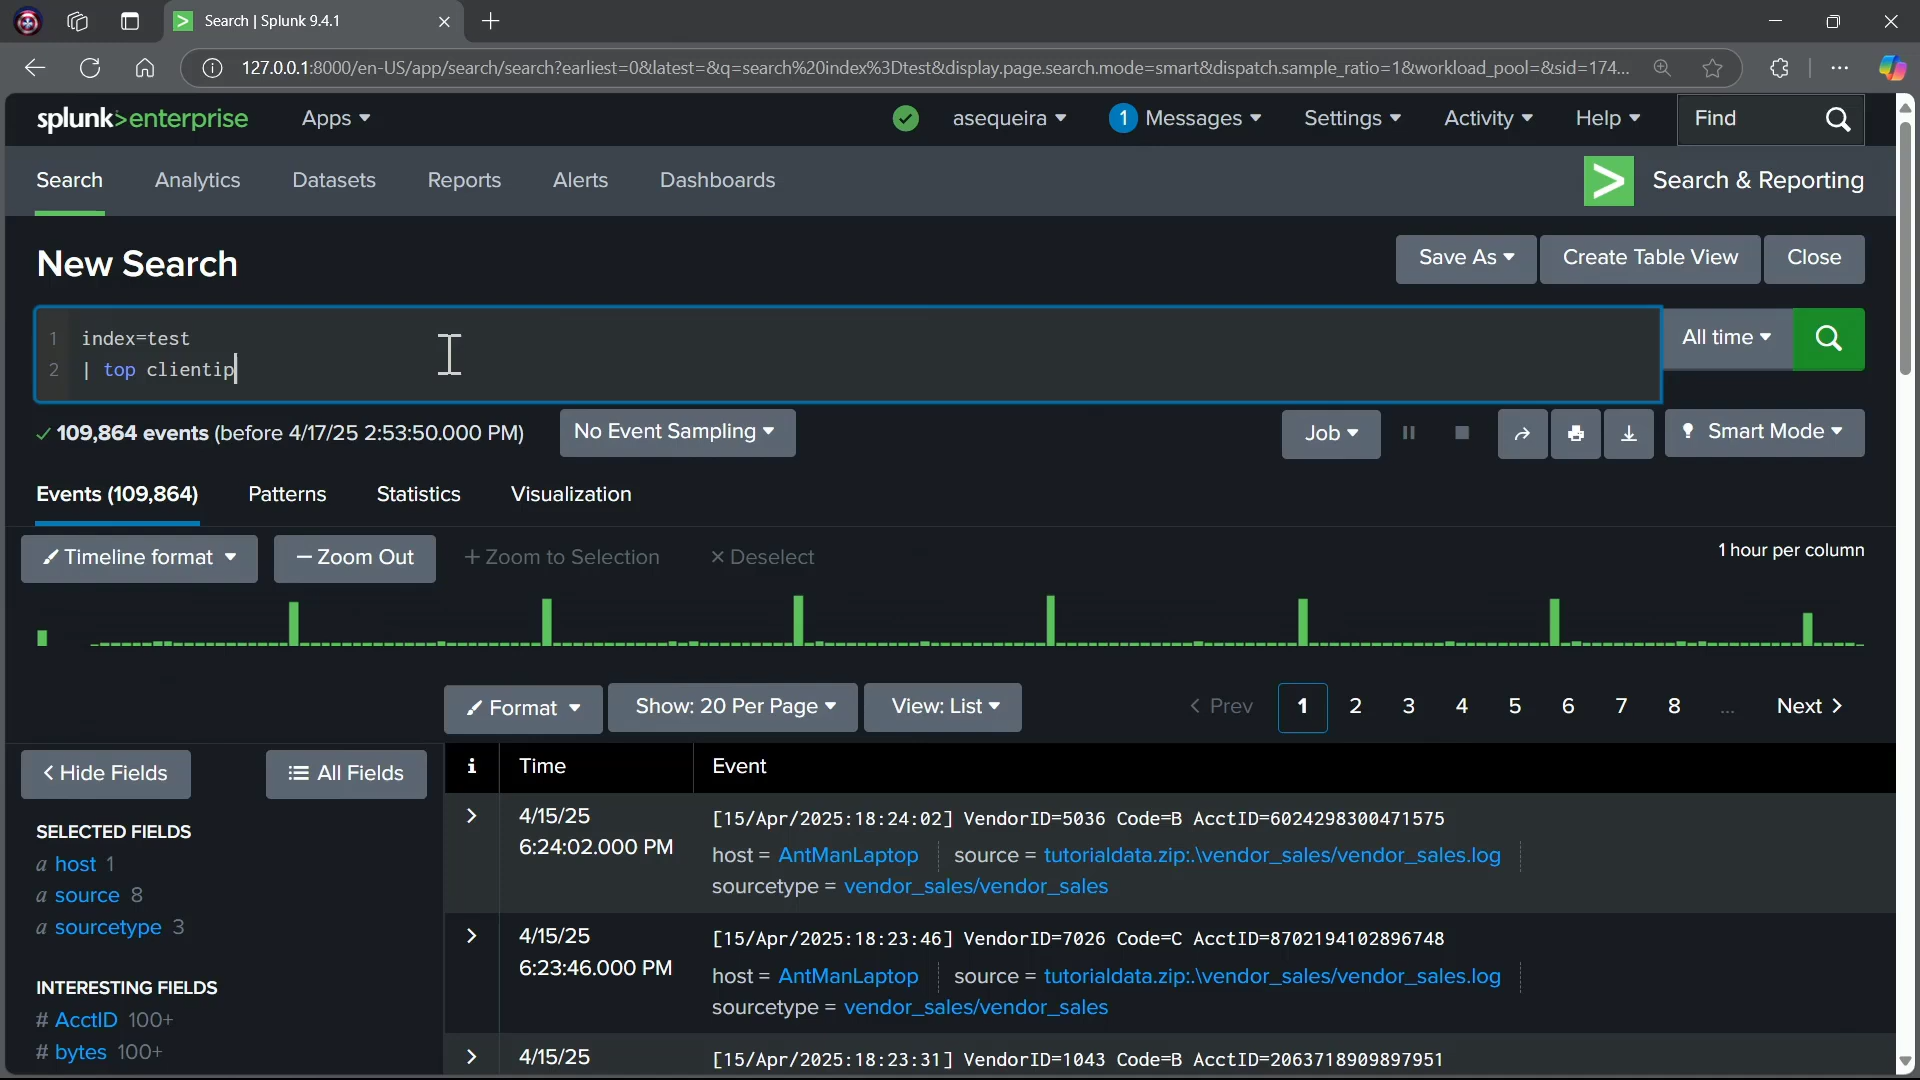 Search | Splunk 9.4.1
127.0.0.1:8000/en-US/app/search/search?earliest=0&latest=&q=search%20index%3Dtest&display.page.search.mode=smart&dispatch.sample_ratio=1&workload_pool=&sid=174...
splunk>enterprise Apps asequeira 1 Messages Settings Activity Help Find
Search Analytics Datasets Reports Alerts Dashboards Search & Reporting
New Search Save As Create Table View Close
1 index=test
2 | top clientip
All time
109,864 events (before 4/17/25 2:53:50.000 PM) No Event Sampling Job Smart Mode
Events (109,864) Patterns Statistics Visualization
Timeline format Zoom Out Zoom to Selection Deselect 1 hour per column
Format Show: 20 Per Page View: List Prev 1 2 3 4 5 6 7 8 ... Next
Hide Fields All Fields
i Time Event
SELECTED FIELDS
a host 1
a source 8
a sourcetype 3
INTERESTING FIELDS
# AcctID 100+
# bytes 100+
4/15/25
6:24:02.000 PM
[15/Apr/2025:18:24:02] VendorID=5036 Code=B AcctID=6024298300471575
host = AntManLaptop source = tutorialdata.zip:.\vendor_sales/vendor_sales.log
sourcetype = vendor_sales/vendor_sales
4/15/25
6:23:46.000 PM
[15/Apr/2025:18:23:46] VendorID=7026 Code=C AcctID=8702194102896748
host = AntManLaptop source = tutorialdata.zip:.\vendor_sales/vendor_sales.log
sourcetype = vendor_sales/vendor_sales
4/15/25
[15/Apr/2025:18:23:31] VendorID=1043 Code=B AcctID=2063718909897951